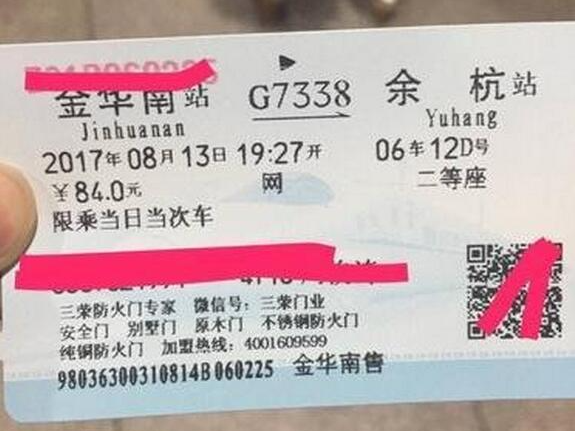 金华南站 G7338 余杭站
Jinhuanan Yuhang
2017年08月13日19:27开 06车12D号
￥84.0元 网 二等座
限乘当日当次车
三荣防火门专家 微信号：三荣门业
安全门 别墅门 原木门 不锈钢防火门
纯铜防火门 加盟热线：4001609599
98036300310814B060225 金华南售